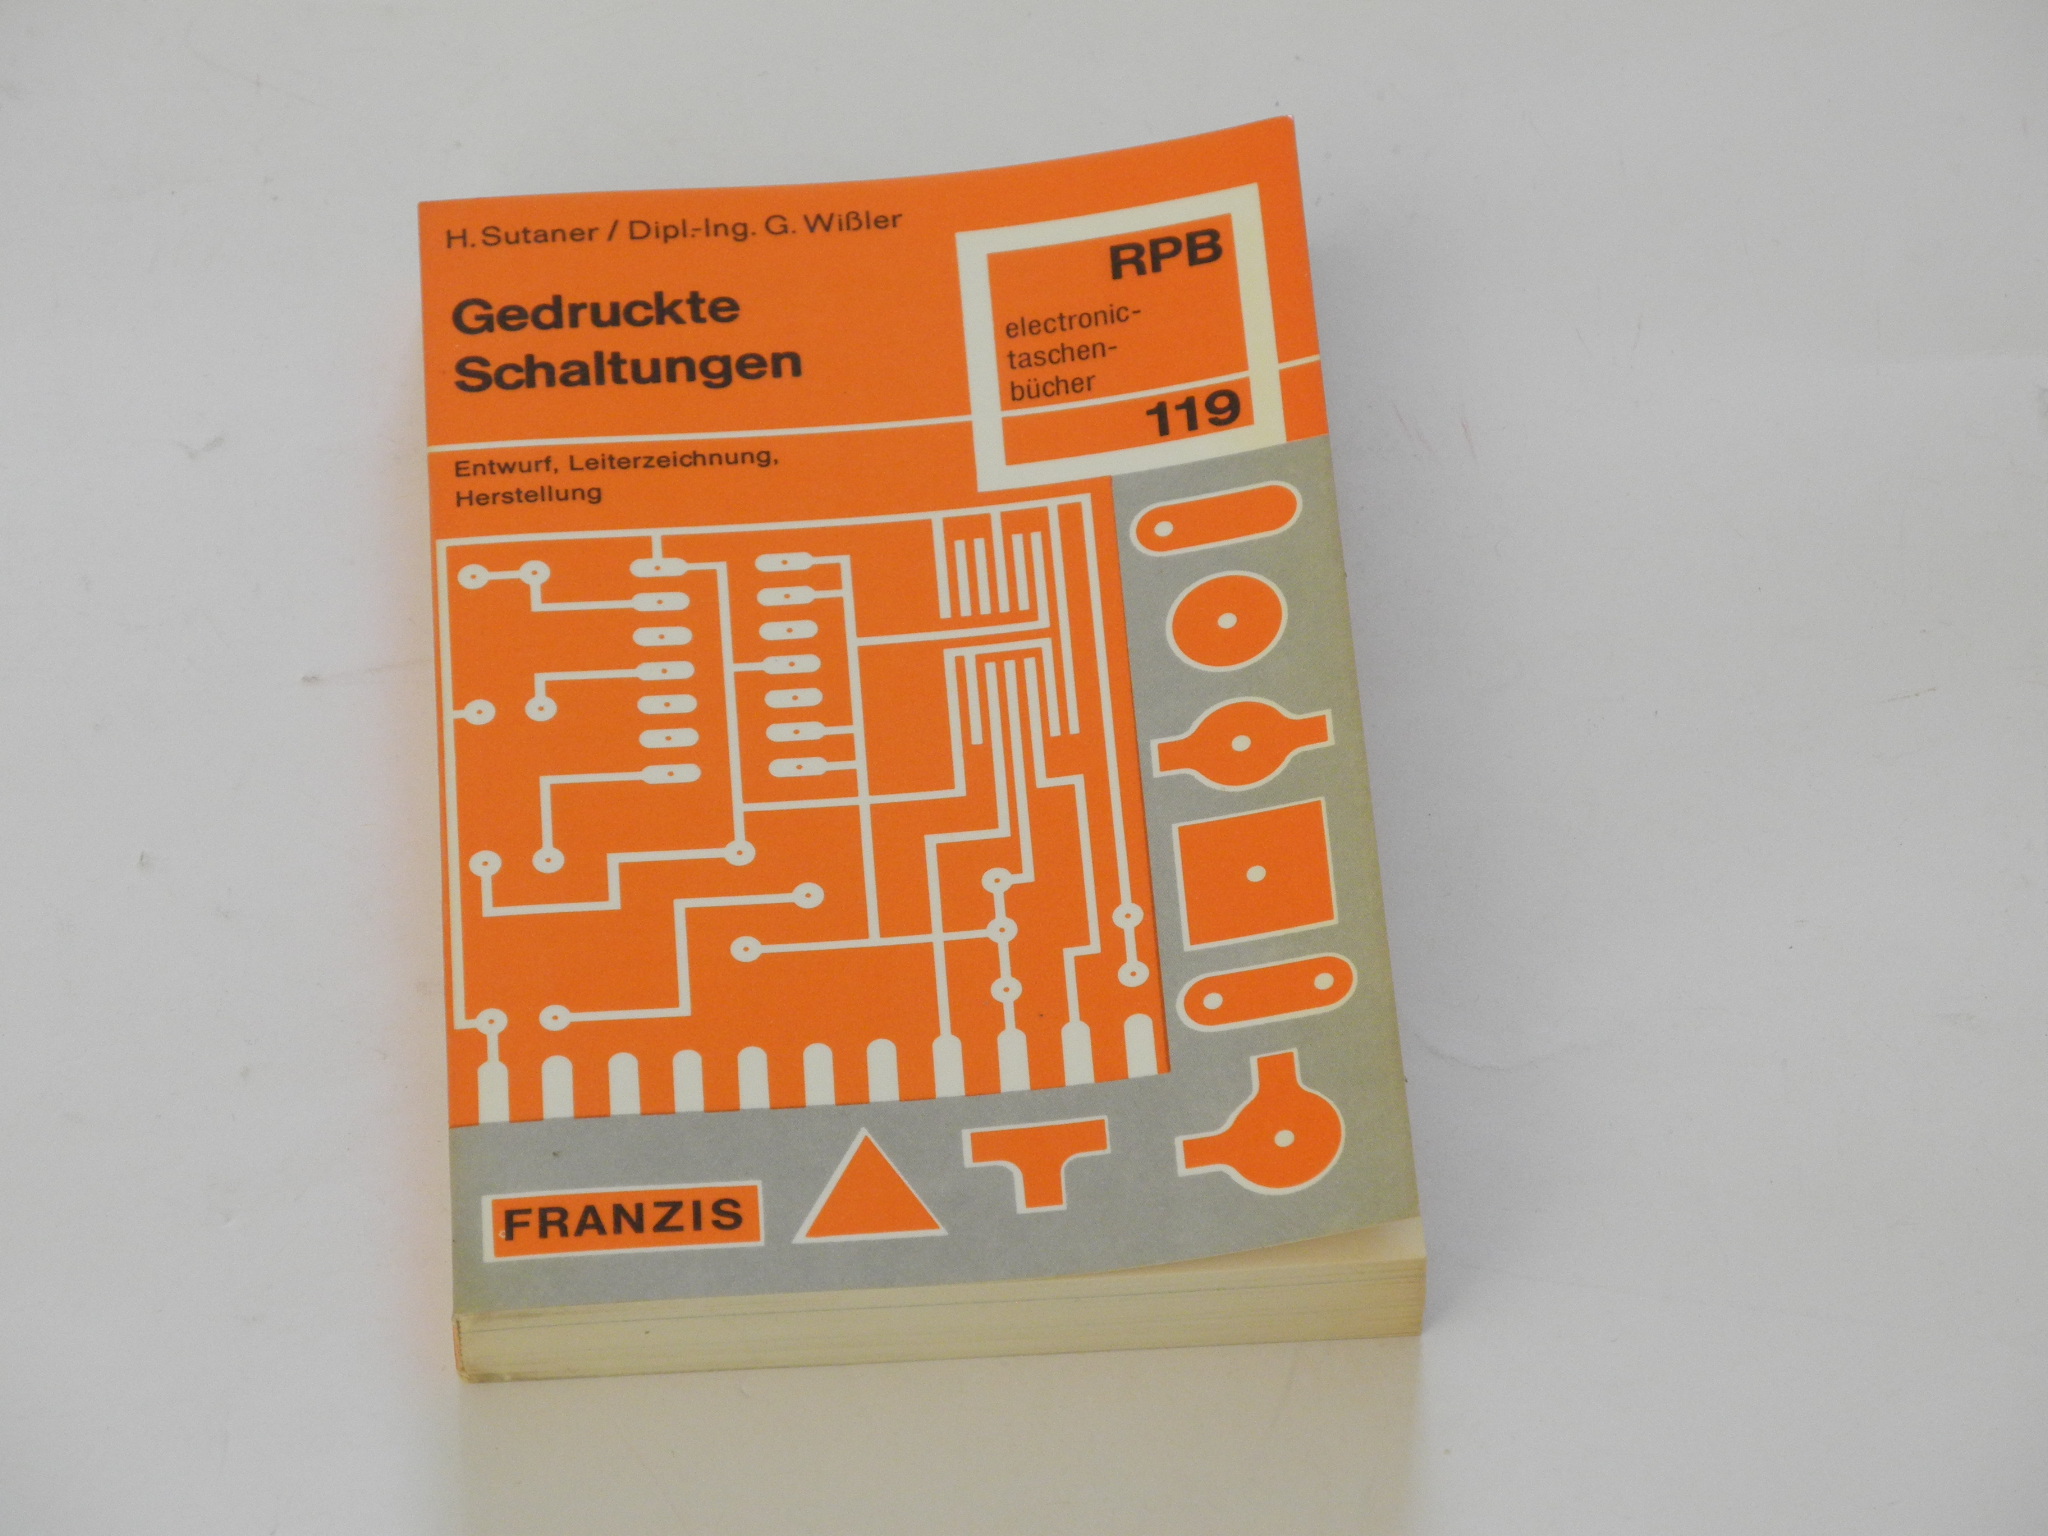 H. Sutaner / Dipl.-Ing. G. Wißler
Gedruckte
Schaltungen
RPB
electronic-
taschen-
bücher
119
Entwurf, Leiterzeichnung,
Herstellung
FRANZIS